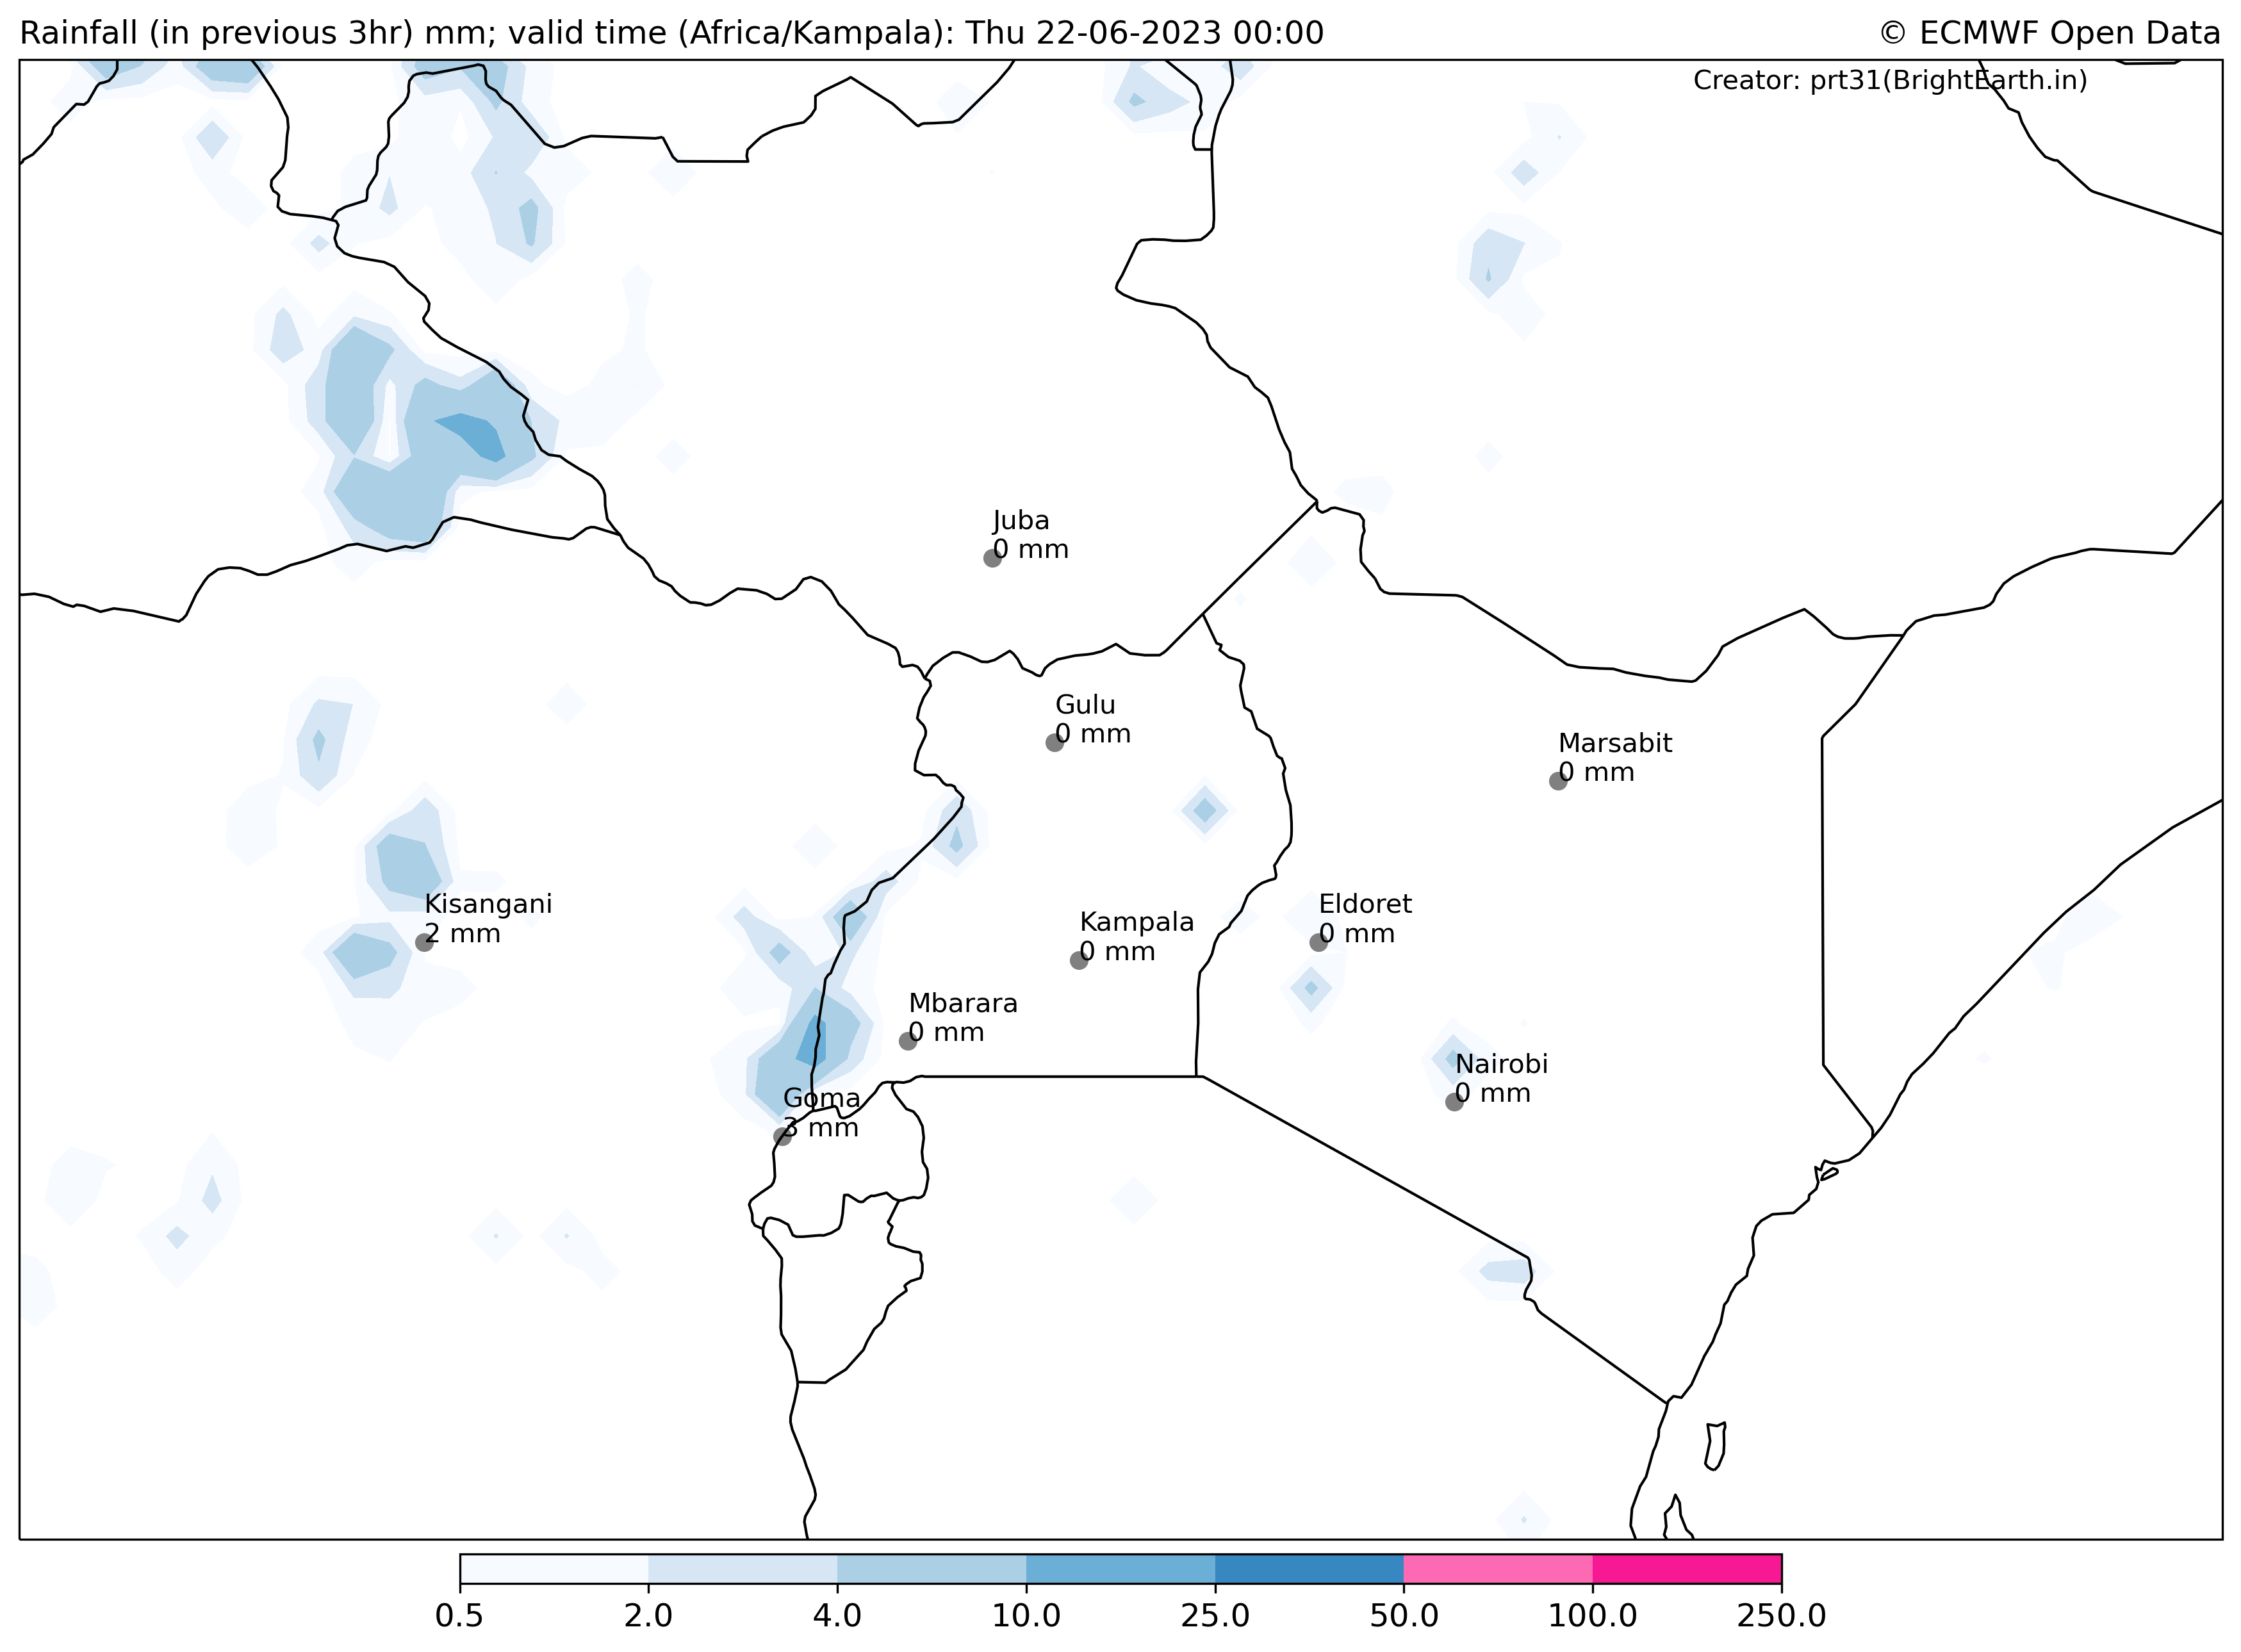 Rainfall (in previous 3hr) mm; valid time (Africa/Kampala): Thu 22-06-2023 00:00
© ECMWF Open Data
Creator: prt31(BrightEarth.in)
Juba
0 mm
Gulu
0 mm
Marsabit
0 mm
Kisangani
2 mm
Eldoret
0 mm
Kampala
0 mm
Mbarara
0 mm
Nairobi
0 mm
Goma
3 mm
0.5 2.0 4.0 10.0 25.0 50.0 100.0 250.0